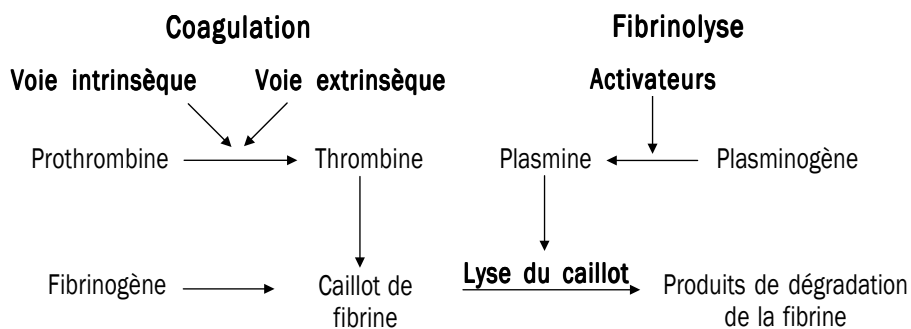 Coagulation
Fibrinolyse
Voie intrinsèque
Voie extrinsèque
Activateurs
Prothrombine
Thrombine
Plasmine
Plasminogène
Fibrinogène
Caillot de
fibrine
Lyse du caillot
Produits de dégradation
de la fibrine